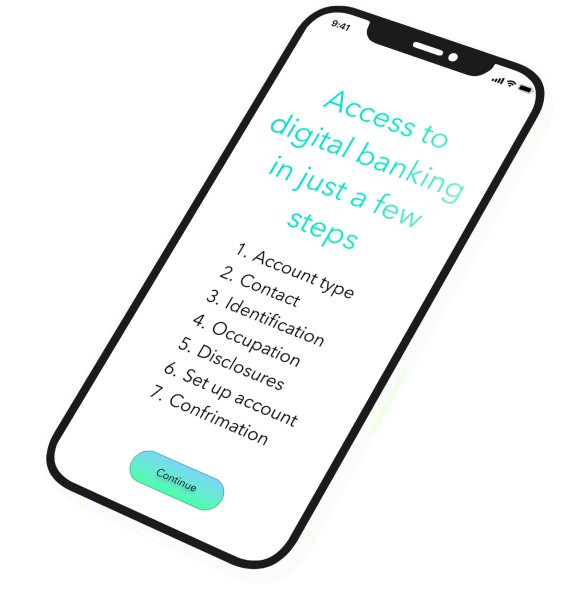 9:41
Access to
digital banking
in just a few
steps
1. Account type
2. Contact
3. Identification
4. Occupation
5. Disclosures
6. Set up account
7. Confrimation
Continue